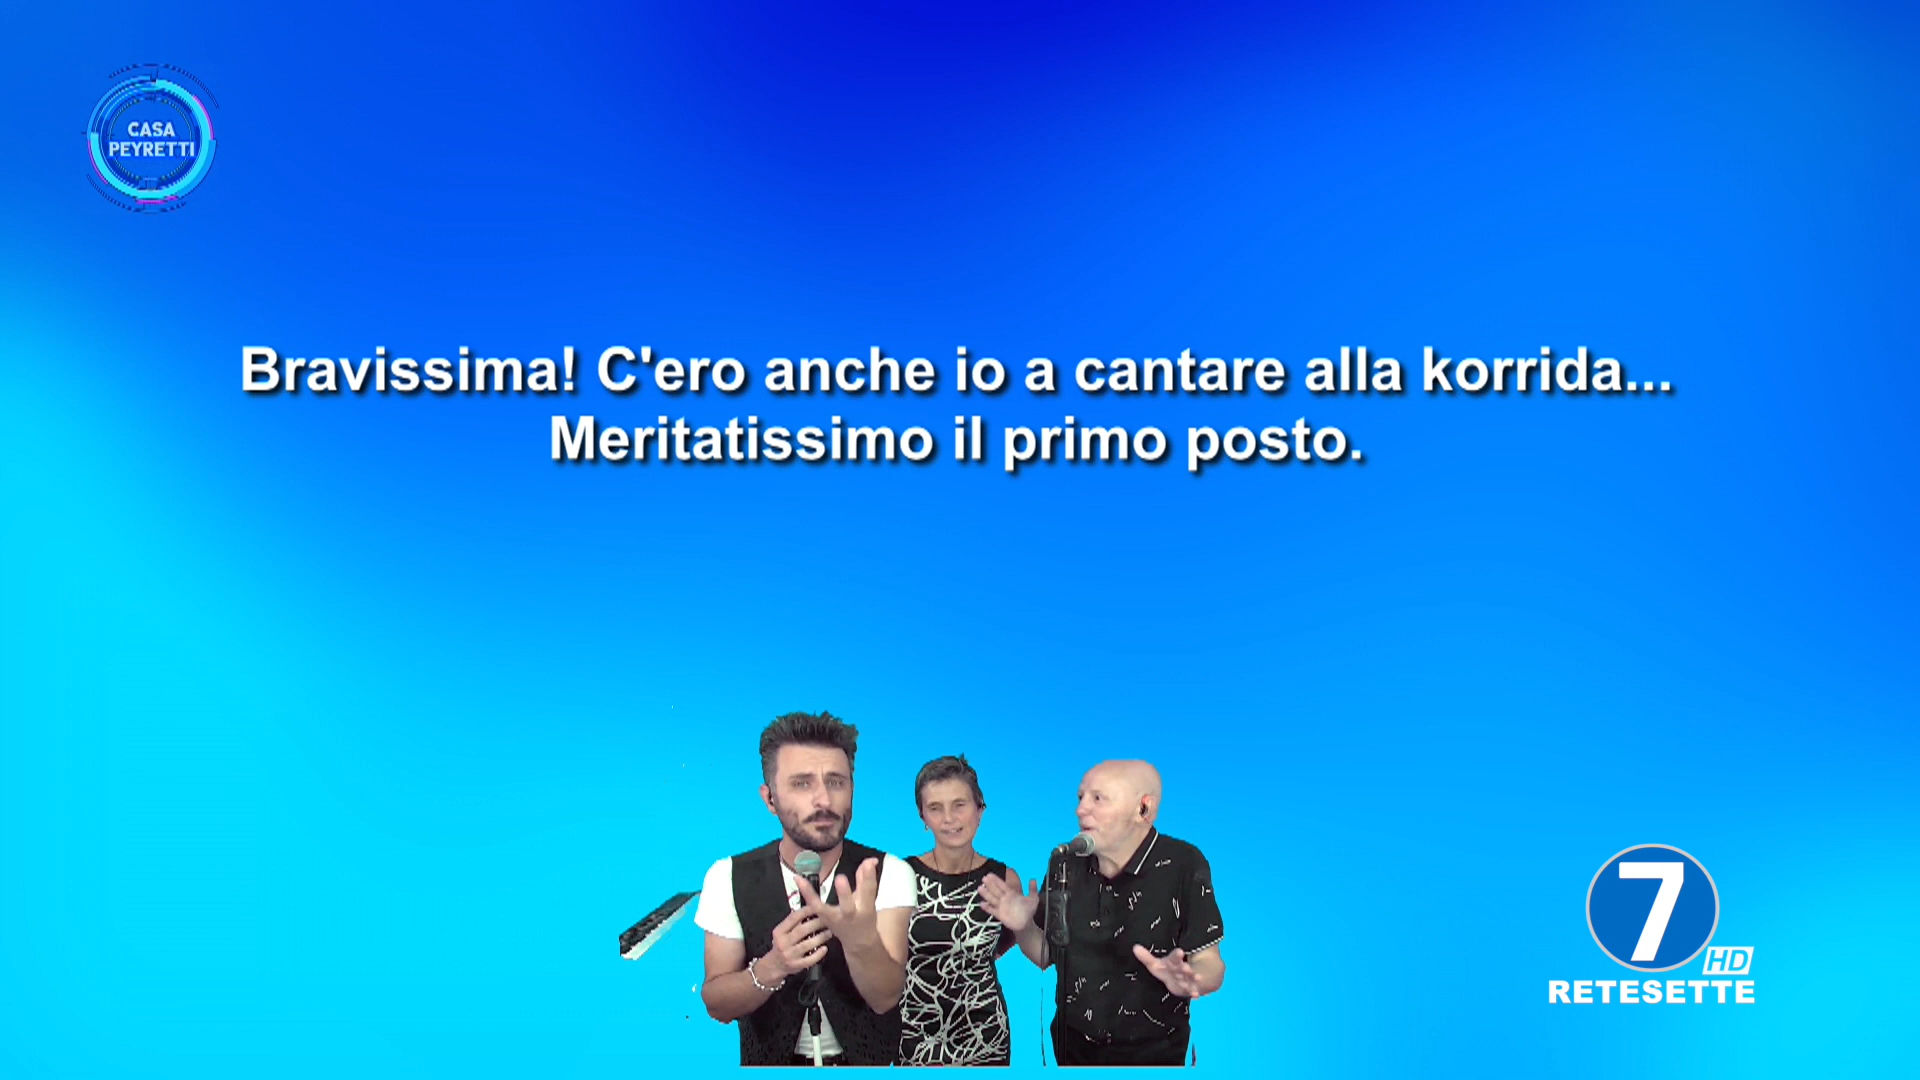 CASA
PEYRETTI
Bravissima! C'ero anche io a cantare alla korrida...
Meritatissimo il primo posto.
7
HD
RETESETTE